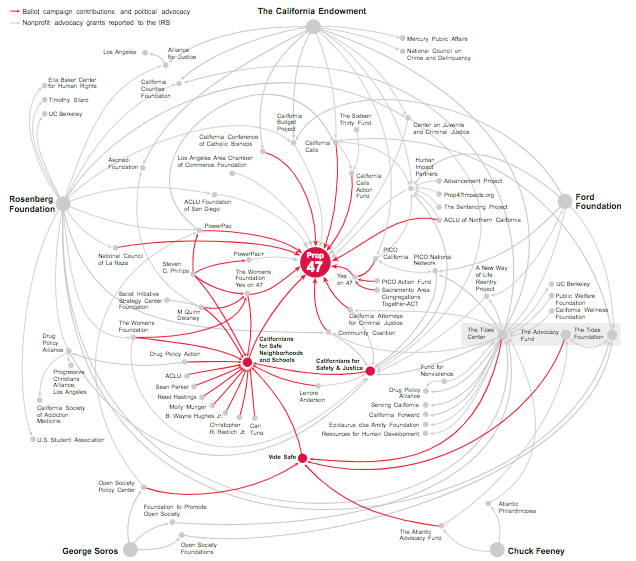 The California Endowment
Ballot campaign contributions and political advocacy
Nonprofit advocacy grants reported to the IRS
Los Angeles
Alliance
for Justice
Mercury Public Affairs
National Council on
Crime and Delinquency
Ella Baker Center
for Human Rights
Timothy Silard
UC Berkeley
California
Counties
Foundation
California
Budget
Project
The Sixteen
Thirty Fund
Center on Juvenile
and Criminal Justice
California Conference
of Catholic Bishops
California
Calls
Akonadi
Foundation
Los Angeles Area Chamber
of Commerce Foundation
California
Calls
Action
Fund
Human
Impact
Partners
Advancement Project
Prop47Impacts.org
The Sentencing Project
ACLU of Northern California
Rosenberg
Foundation
ACLU Foundation
of San Diego
Ford
Foundation
PowerPac
National Council
of La Raza
PowerPac+
Steven
C. Phillips
The Womens
Foundation
Yes on 47
Prop
47
Yes
on 47
PICO
California
PICO National
Network
PICO Action Fund
Sacramento Area
Congregations
Together-ACT
A New Way
of Life
Reentry
Project
UC Berkeley
Public Welfare
Foundation
California Wellness
Foundation
Ballot Initiative
Strategy Center
Foundation
M Quinn
Delaney
California Attorneys
for Criminal Justice
Community Coalition
The Womens
Foundation
The Tides
Center
The Advocacy
Fund
The Tides
Foundation
Drug
Policy
Alliance
Drug Policy Action
Californians
for Safe
Neighborhoods
and Schools
Californians for
Safety & Justice
Progressive
Christians
Alliance,
Los Angeles
ACLU
Sean Parker
Reed Hastings
Molly Munger
B. Wayne Hughes Jr.
Christopher
R. Redlich Jr.
Cari
Tuna
Lenore
Anderson
Fund for
Nonviolence
Drug Policy
Alliance
Serving California
California Forward
Epidaurus dba Amity Foundation
Resources for Human Development
California Society
of Addiction
Medicine
U.S. Student Association
Vote Safe
Open Society
Policy Center
Foundation to Promote
Open Society
Open Society
Foundations
George Soros
Atlantic
Philanthropies
The Atlantic
Advocacy Fund
Chuck Feeney